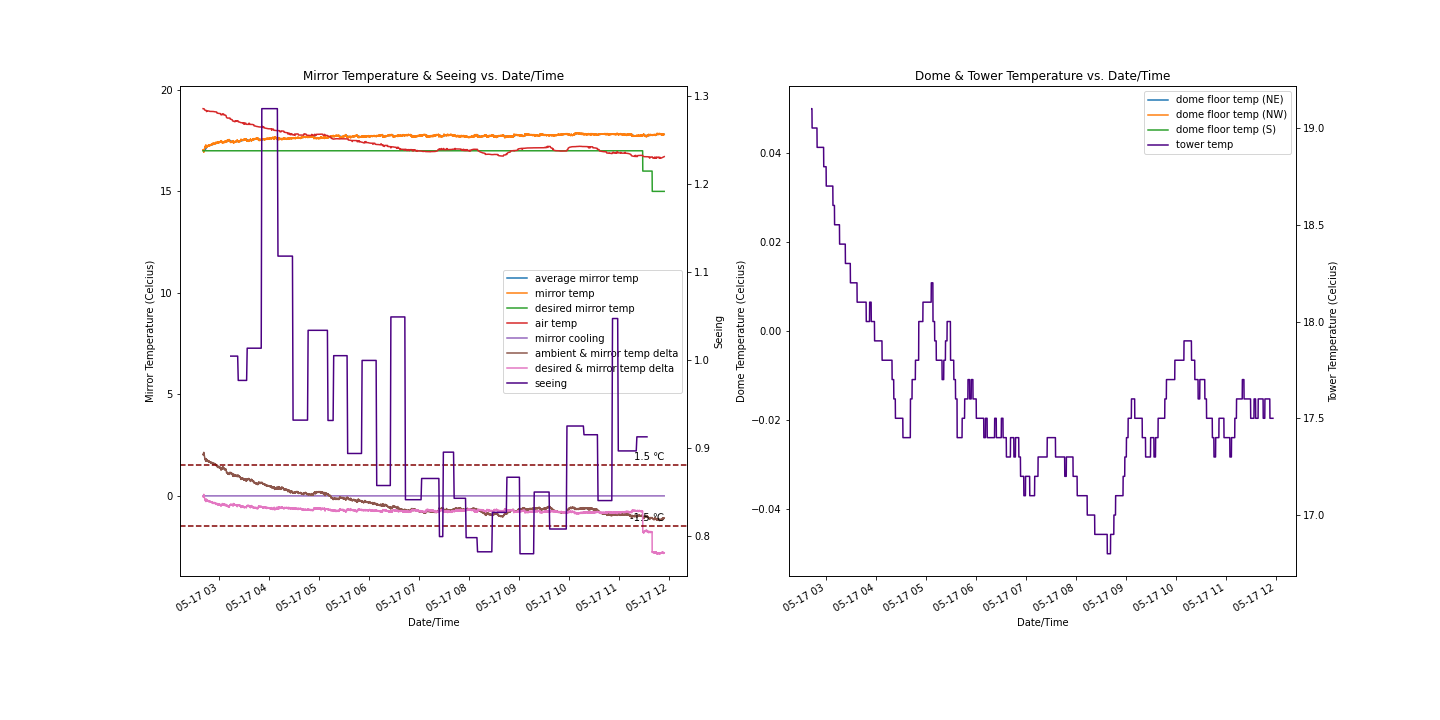 Mirror Temperature & Seeing vs. Date/Time
Mirror Temperature (Celcius)
20
15
10
5
0
1.3
1.2
1.1
1.0
0.9
0.8
Seeing
average mirror temp
mirror temp
desired mirror temp
air temp
mirror cooling
ambient & mirror temp delta
desired & mirror temp delta
seeing
1.5 °C
-1.5 °C
05-17 03
05-17 04
05-17 05
05-17 06
05-17 07
05-17 08
05-17 09
05-17 10
05-17 11
05-17 12
Date/Time
Dome & Tower Temperature vs. Date/Time
Dome Temperature (Celcius)
0.04
0.02
0.00
−0.02
−0.04
dome floor temp (NE)
dome floor temp (NW)
dome floor temp (S)
tower temp
19.0
18.5
18.0
17.5
17.0
Tower Temperature (Celcius)
05-17 03
05-17 04
05-17 05
05-17 06
05-17 07
05-17 08
05-17 09
05-17 10
05-17 11
05-17 12
Date/Time